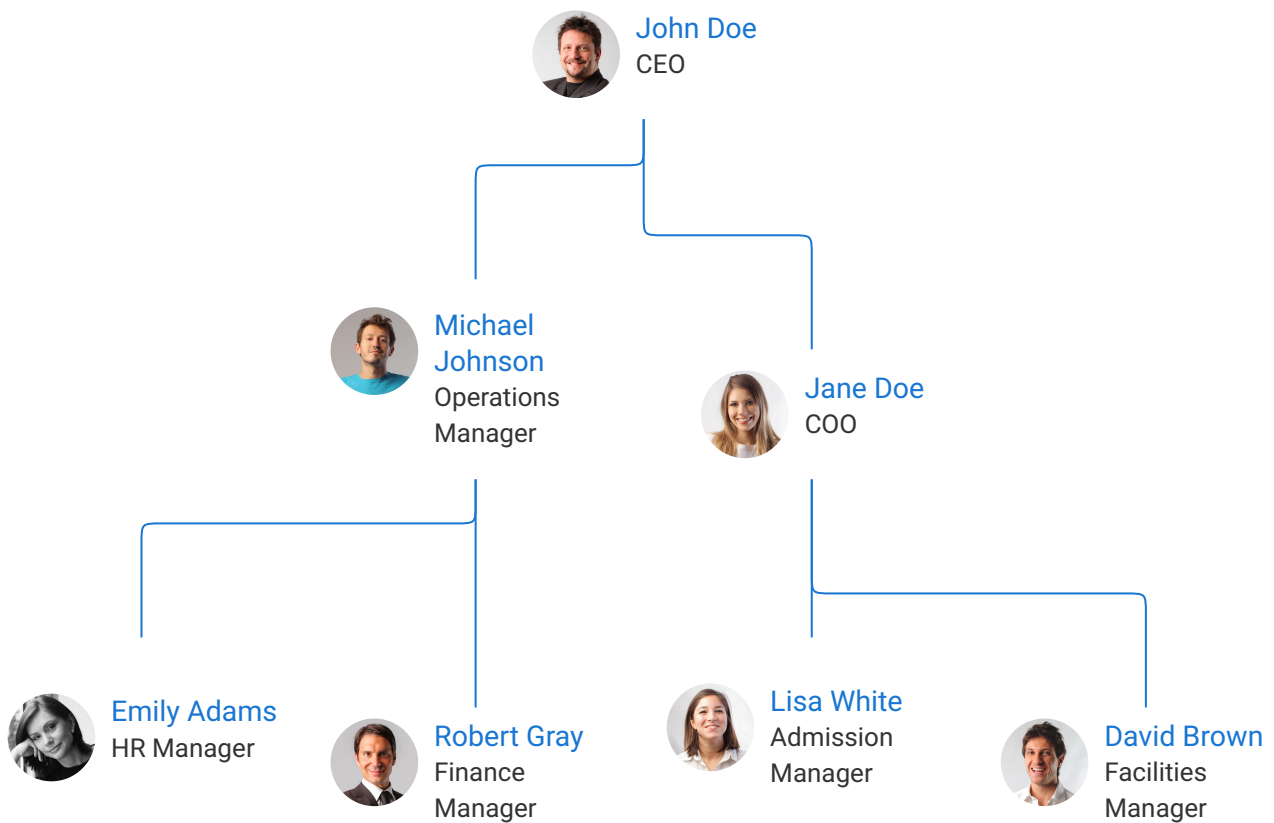 John Doe
CEO
Michael
Johnson
Operations
Manager
Jane Doe
COO
Emily Adams
HR Manager
Robert Gray
Finance
Manager
Lisa White
Admission
Manager
David Brown
Facilities
Manager